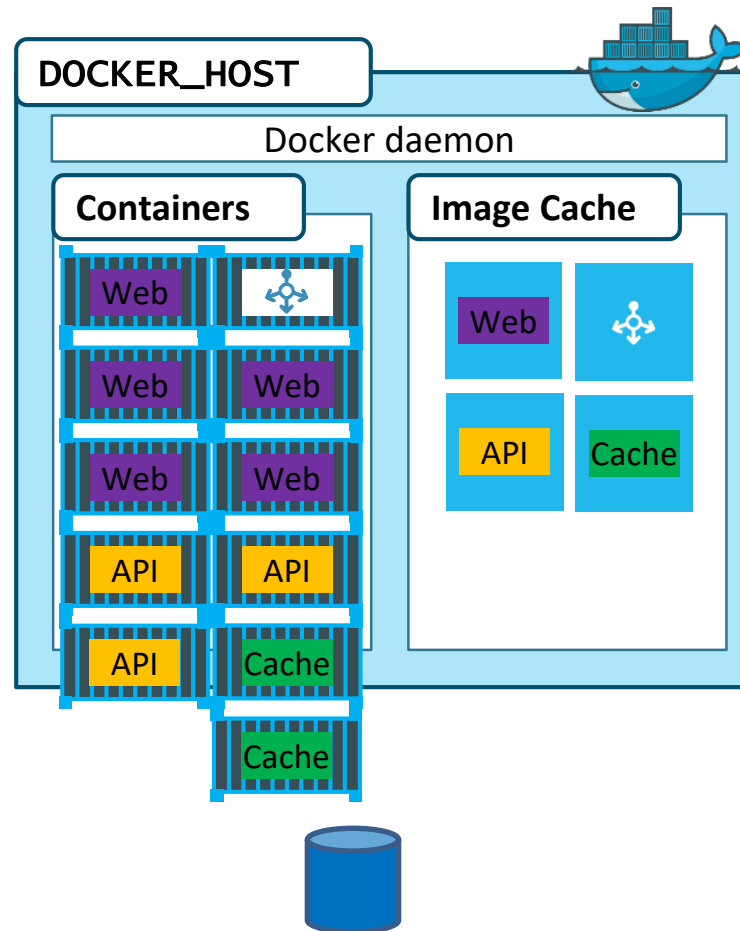 DOCKER_HOST
Docker daemon
Containers
Image Cache
Web
Web
Web
Web
Web
API
API
API
Cache
Cache
Web
API
Cache